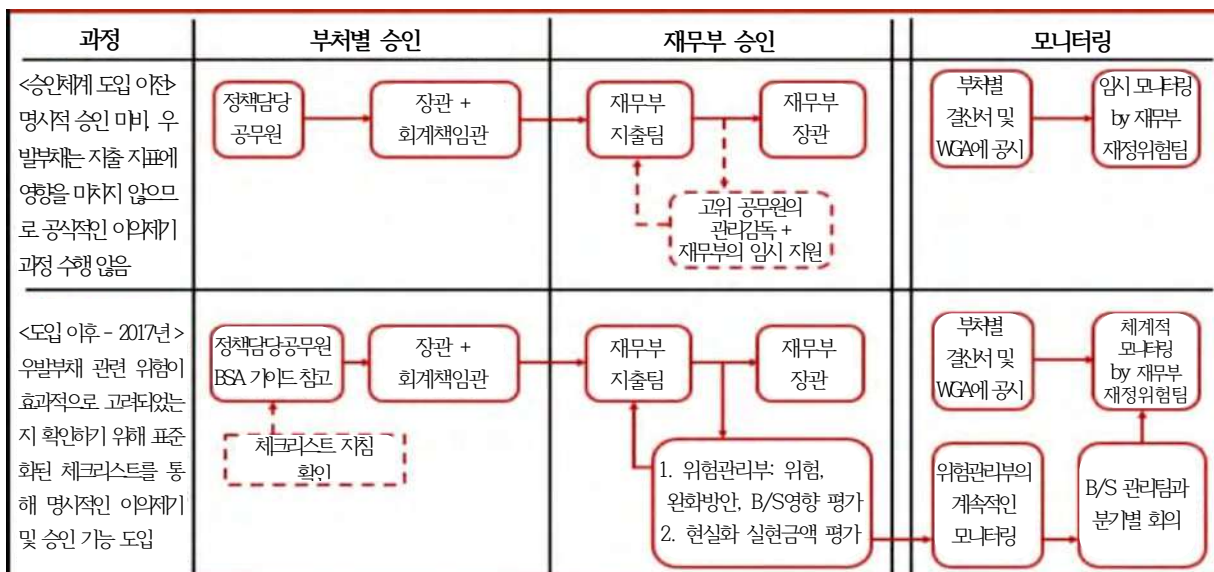 과정
부처별 승인
재무부 승인
모니터링
<승인체계 도입 이전>
명시적 승인 미비, 우
발부채는 지출 지표에
영향을 미치지 않으므
로 공식적인 이의제기
과정 수행 않음
정책담당
공무원
장관 +
회계책임관
재무부
지출팀
재무부
장관
고위 공무원의
관리감독 +
재무부의 임시 지원
부처별
결산서 및
WGA에 공시
임시 모니터링
by 재무부
재정위험팀
<도입 이후 - 2017년>
우발부채 관련 위험이
효과적으로 고려되었는
지 확인하기 위해 표준
화된 체크리스트를 통
해 명시적인 이의제기
및 승인 기능 도입
정책담당공무원
BSA 가이드 참고
장관 +
회계책임관
체크리스트 지침
확인
재무부
지출팀
재무부
장관
1. 위험관리부: 위험,
완화방안, B/S영향 평가
2. 현실화 실현금액 평가
부처별
결산서 및
WGA에 공시
체계적
모니터링
by 재무부
재정위험팀
위험관리부의
계속적인
모니터링
B/S 관리팀과
분기별 회의